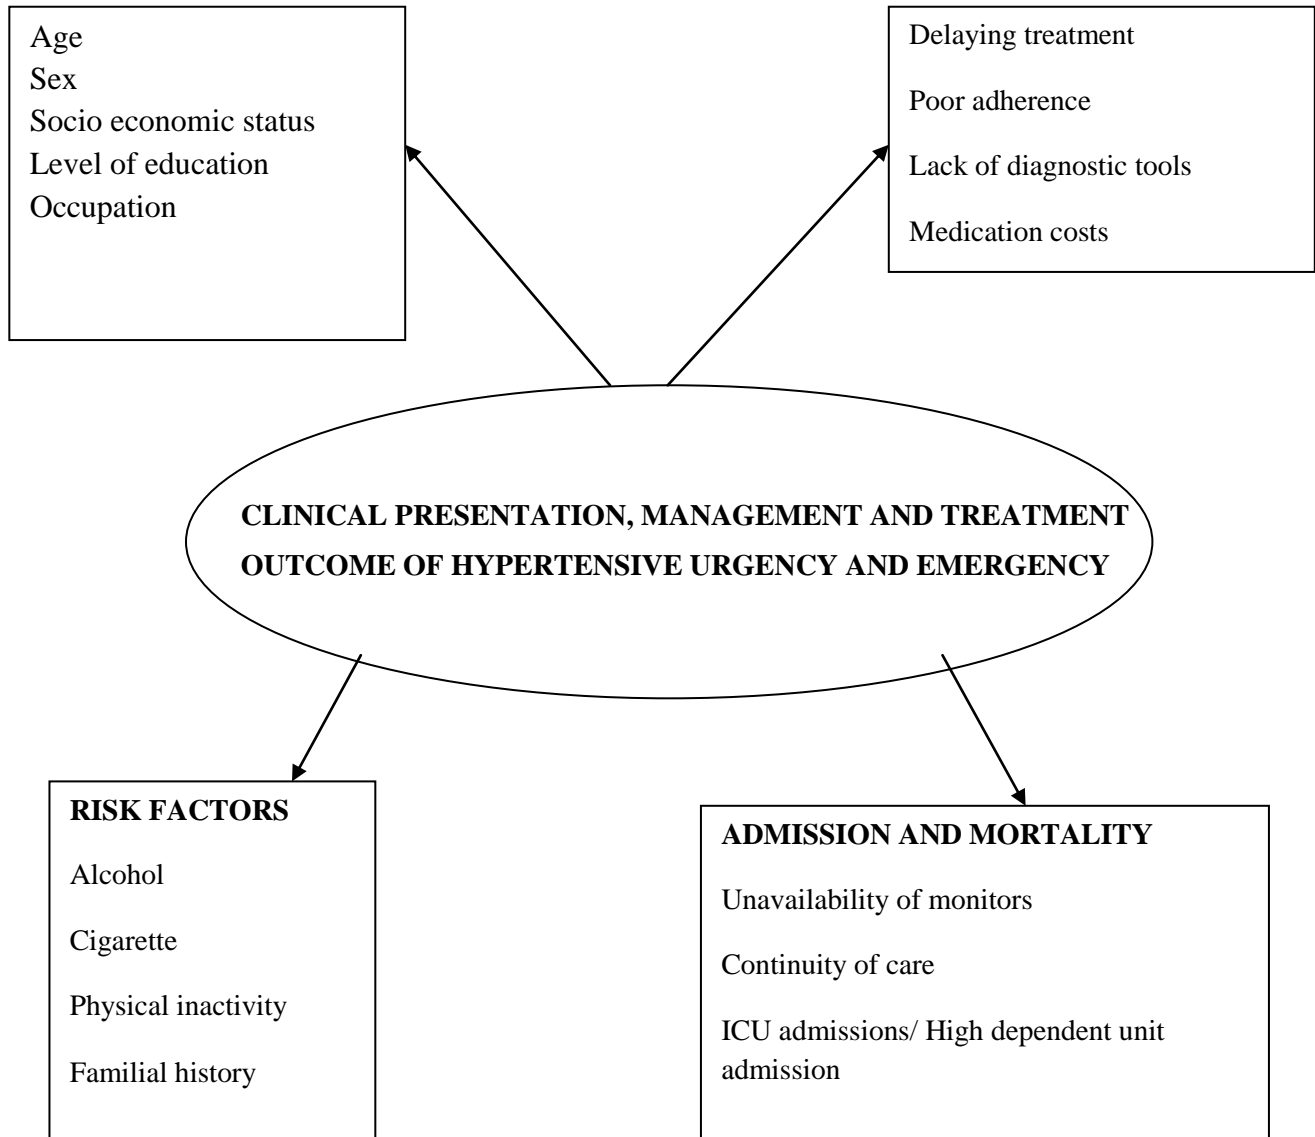 Age
Sex
Socio economic status
Level of education
Occupation
Delaying treatment
Poor adherence
Lack of diagnostic tools
Medication costs
CLINICAL PRESENTATION, MANAGEMENT AND TREATMENT
OUTCOME OF HYPERTENSIVE URGENCY AND EMERGENCY
RISK FACTORS
Alcohol
Cigarette
Physical inactivity
Familial history
ADMISSION AND MORTALITY
Unavailability of monitors
Continuity of care
ICU admissions/ High dependent unit
admission